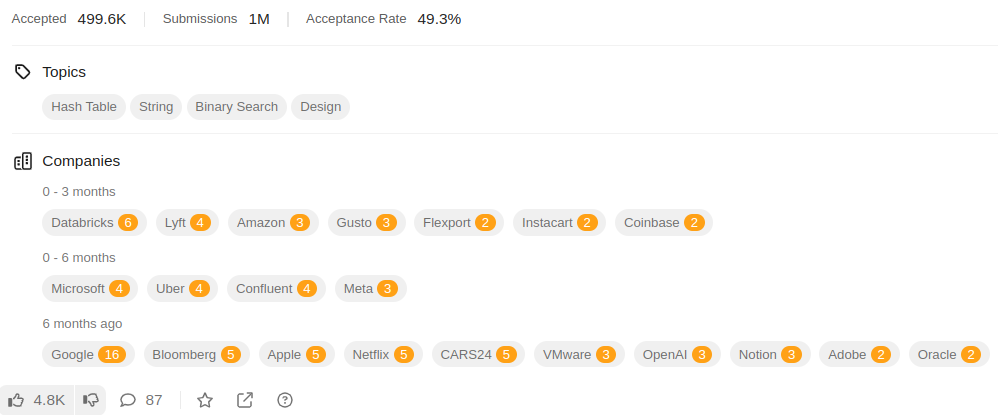 Accepted 499.6K Submissions 1M Acceptance Rate 49.3%
Topics
Hash Table String Binary Search Design
Companies
0 - 3 months
Databricks 6 Lyft 4 Amazon 3 Gusto 3 Flexport 2 Instacart 2 Coinbase 2
0 - 6 months
Microsoft 4 Uber 4 Confluent 4 Meta 3
6 months ago
Google 16 Bloomberg 5 Apple 5 Netflix 5 CARS24 5 VMware 3 OpenAI 3 Notion 3 Adobe 2 Oracle 2
4.8K 87